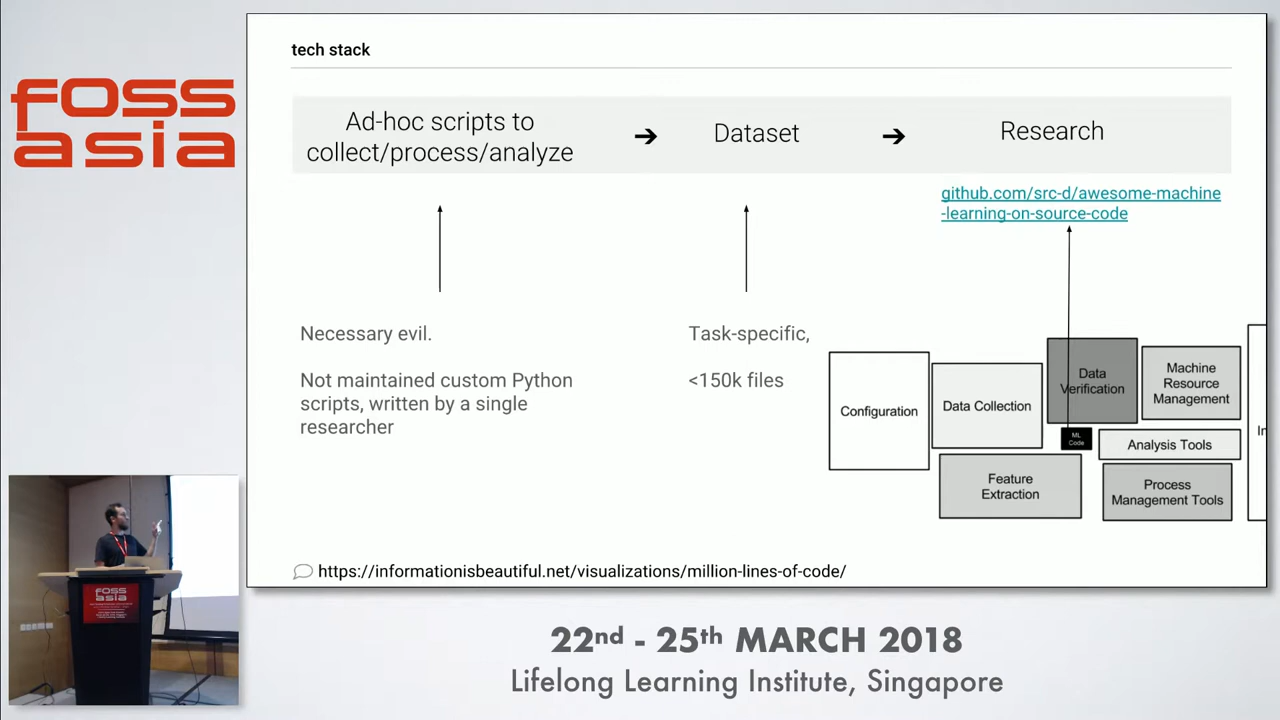 foss
asia
tech stack
Ad-hoc scripts to
collect/process/analyze
➔
Dataset
➔
Research
github.com/src-d/awesome-machine
-learning-on-source-code
Necessary evil.
Not maintained custom Python
scripts, written by a single
researcher
Task-specific,
<150k files
Configuration
Data Collection
Data
Verification
Machine
Resource
Management
ML
Code
Analysis Tools
Feature
Extraction
Process
Management Tools
https://informationisbeautiful.net/visualizations/million-lines-of-code/
foss
asia
22nd - 25th MARCH 2018
Lifelong Learning Institute, Singapore